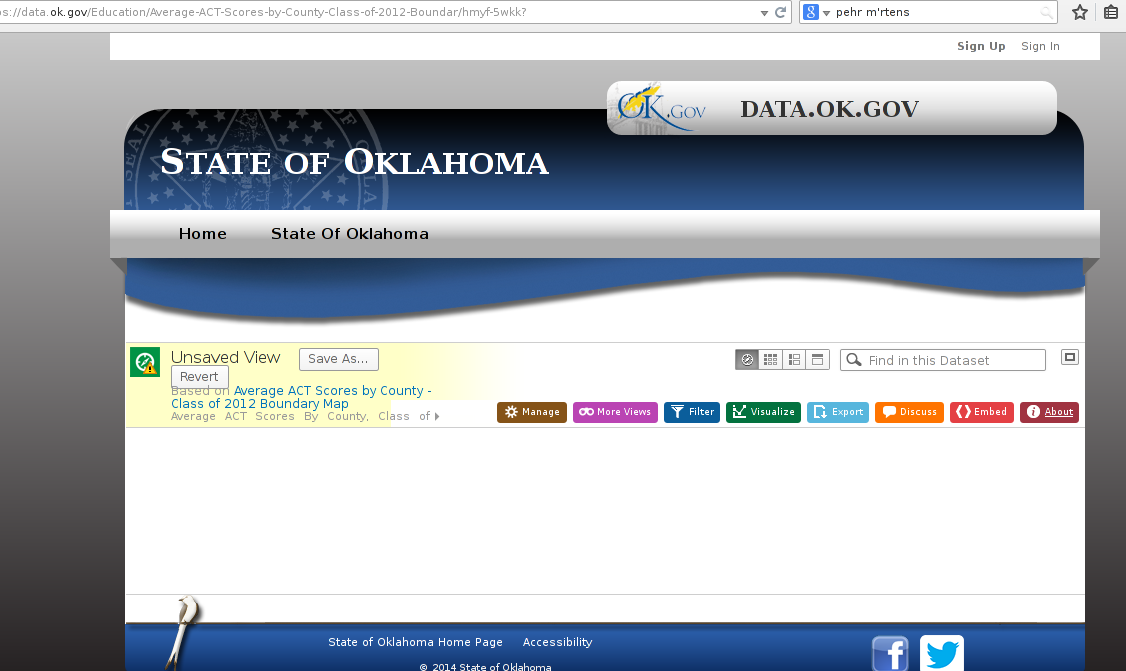 s://data.ok.gov/Education/Average-ACT-Scores-by-County-Class-of-2012-Boundar/hmyf-5wkk?
8 pehr m'rtens
Sign Up Sign In
OK.GOV DATA.OK.GOV
SEAL OKLA
STATE OF OKLAHOMA
Home State Of Oklahoma
Unsaved View Save As...
Revert
Find in this Dataset
Based on Average ACT Scores by County -
Class of 2012 Boundary Map
Average ACT Scores By County, Class of
Manage More Views Filter Visualize Export Discuss Embed About
State of Oklahoma Home Page Accessibility
© 2014 State of Oklahoma